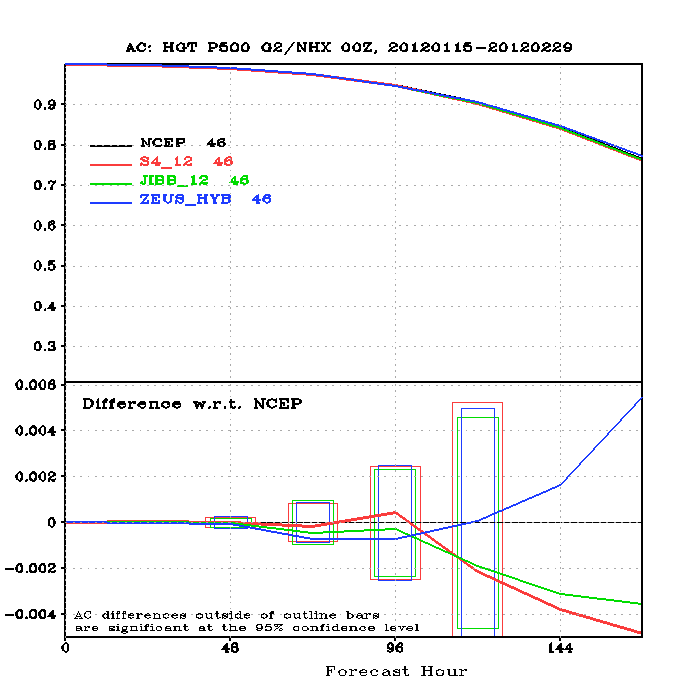 AC: HGT P500 G2/NHX 00Z, 20120115-20120229
0.9
0.8
0.7
0.6
0.5
0.4
0.3
NCEP 46
S4_12 46
JIBB_12 46
ZEUS_HYB 46
0.006
0.004
0.002
0
-0.002
-0.004
Difference w.r.t. NCEP
AC differences outside of outline bars
are significant at the 95% confidence level
0 48 96 144
Forecast Hour